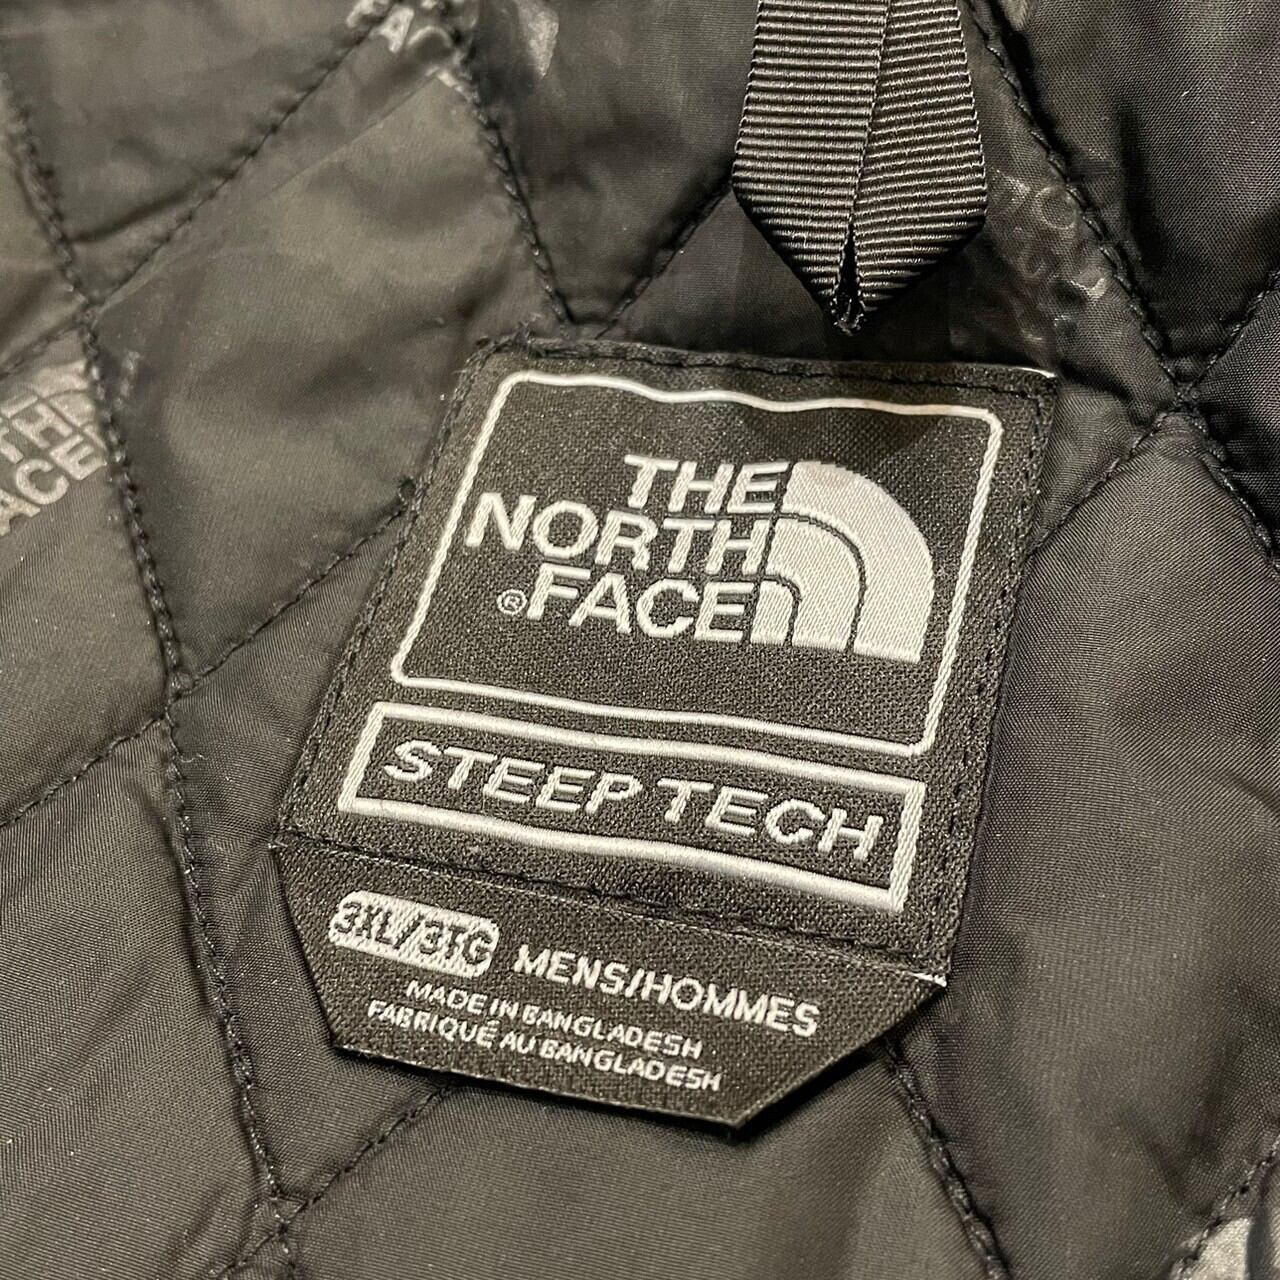 THE
NORTH
®FACE
STEEP TECH
3XL/3TG MENS/HOMMES
MADE IN BANGLADESH
FABRIQUÉ AU BANGLADESH